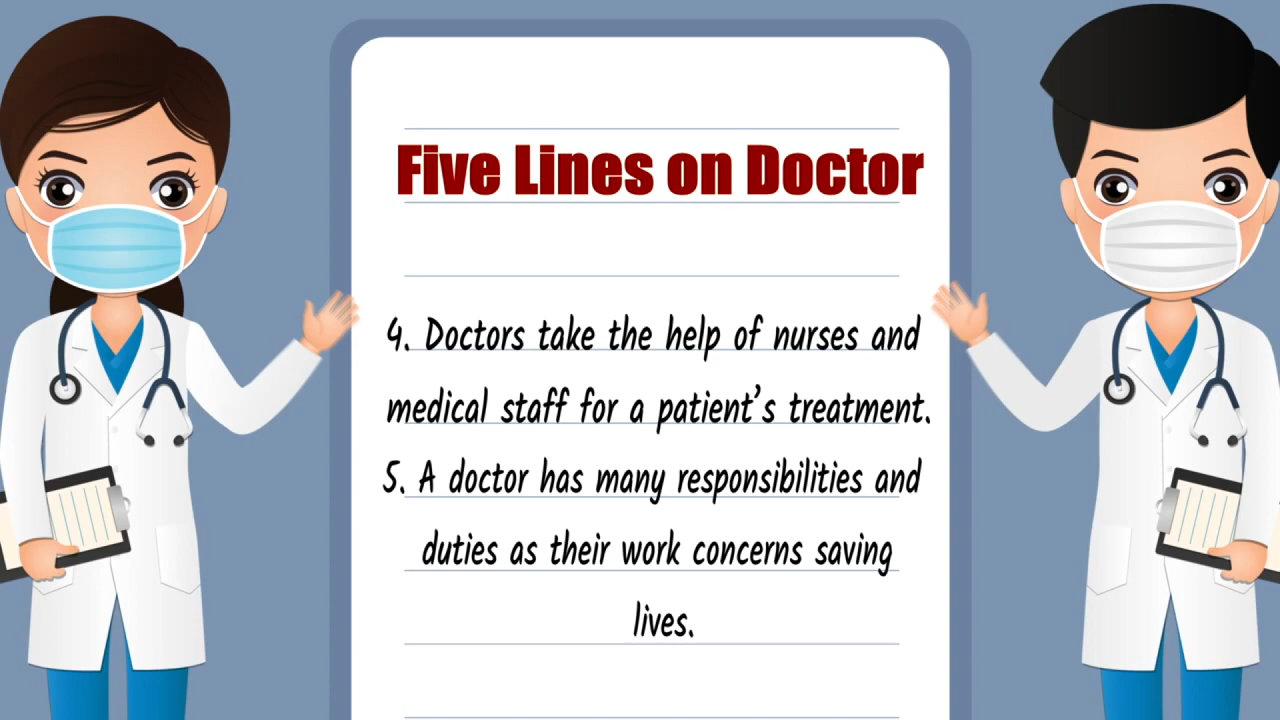 Five Lines on Doctor
4. Doctors take the help of nurses and
medical staff for a patient’s treatment.
5. A doctor has many responsibilities and
duties as their work concerns saving
lives.